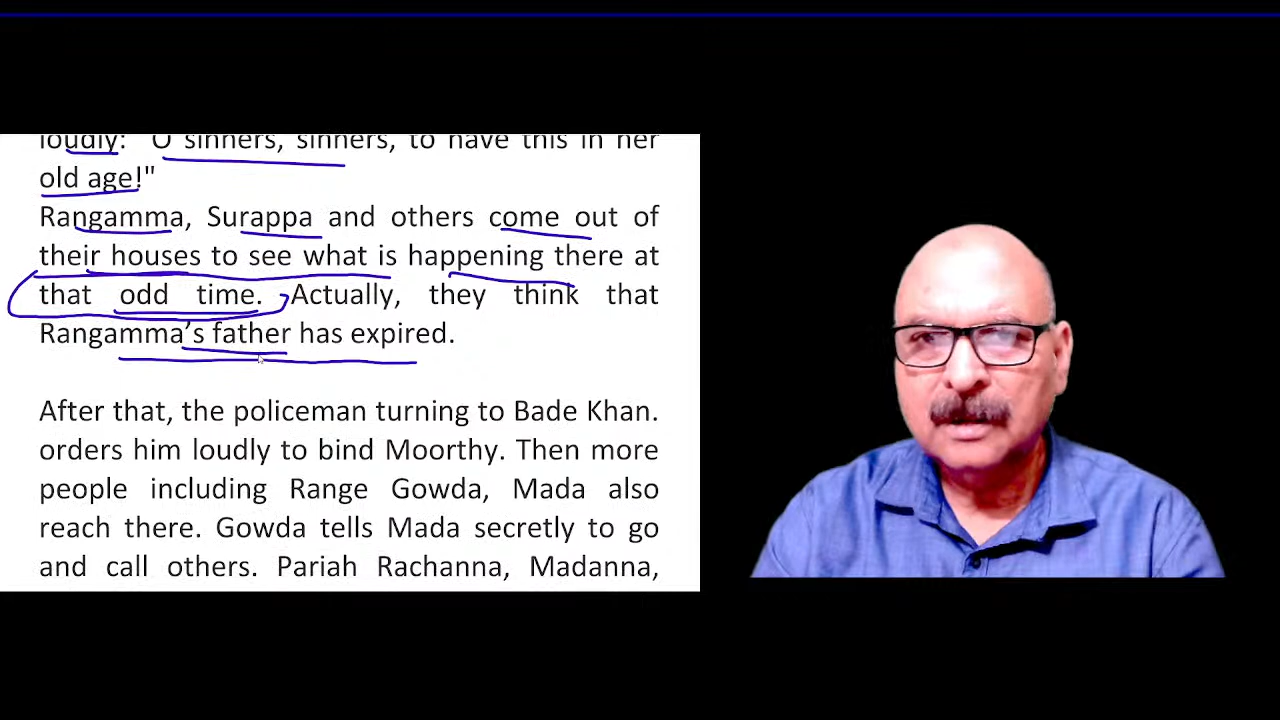 loudly: "O sinners, sinners, to have this in her
old age!"
Rangamma, Surappa and others come out of
their houses to see what is happening there at
that odd time. Actually, they think that
Rangamma's father has expired.
After that, the policeman turning to Bade Khan.
orders him loudly to bind Moorthy. Then more
people including Range Gowda, Mada also
reach there. Gowda tells Mada secretly to go
and call others. Pariah Rachanna, Madanna,